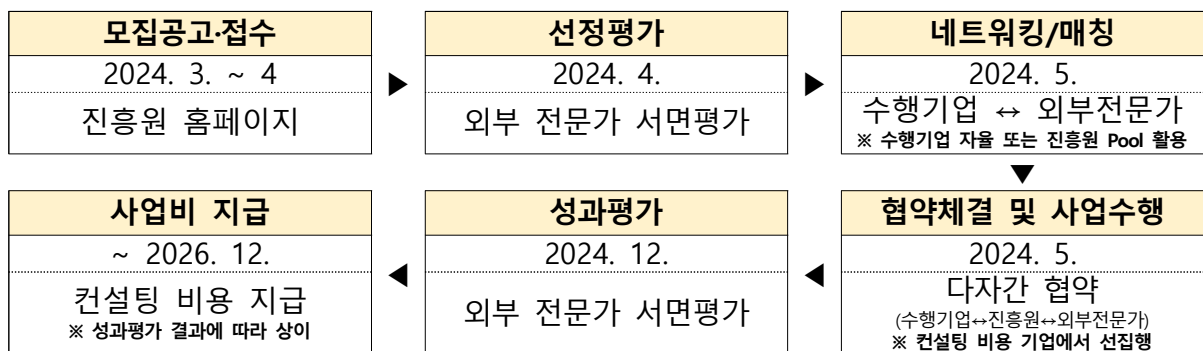 모집공고·접수
2024. 3. ~ 4
진흥원 홈페이지
▶
선정평가
2024. 4.
외부 전문가 서면평가
▶
네트워킹/매칭
2024. 5.
수행기업 ↔ 외부전문가
※ 수행기업 자율 또는 진흥원 Pool 활용
▼
협약체결 및 사업수행
2024. 5.
다자간 협약
(수행기업↔진흥원↔외부전문가)
※ 컨설팅 비용 기업에서 선집행
◀
성과평가
2024. 12.
외부 전문가 서면평가
◀
사업비 지급
~ 2026. 12.
컨설팅 비용 지급
※ 성과평가 결과에 따라 상이